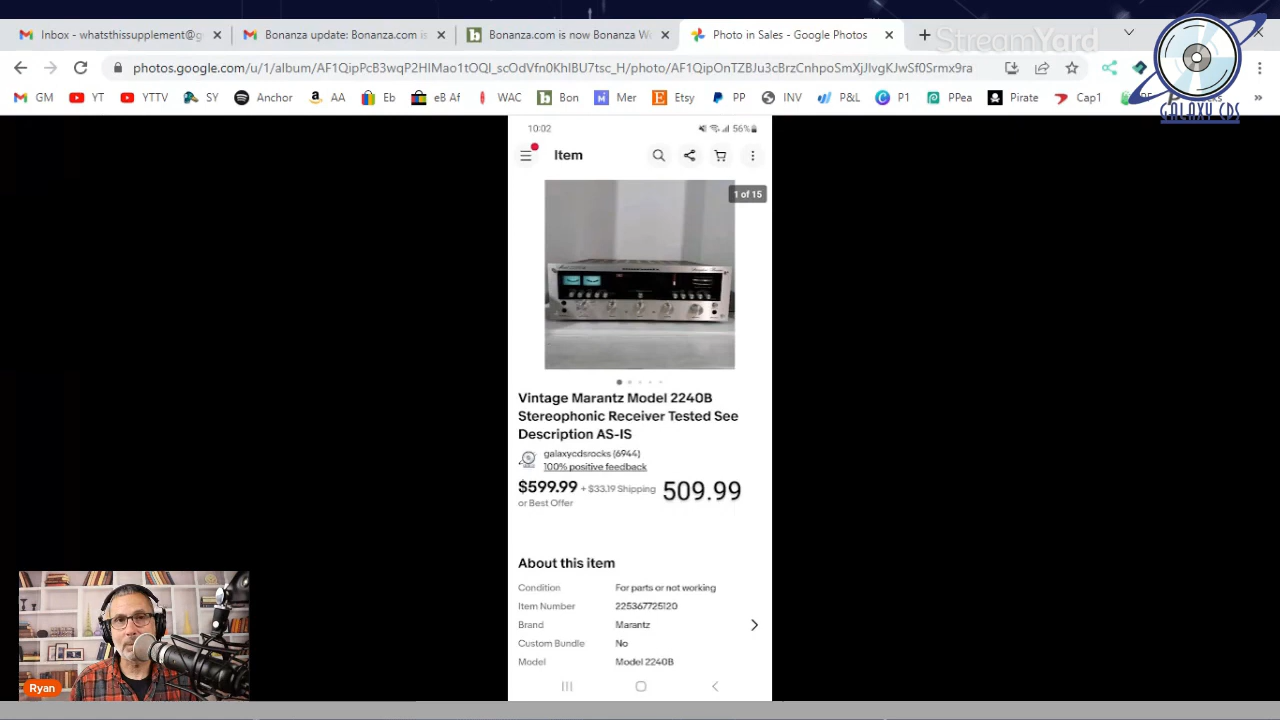 Inbox - whatsthissupplement@g
Bonanza update: Bonanza.com is
Bonanza.com is now Bonanza W
Photo in Sales - Google Photos
StreamYard
photos.google.com/u/1/album/AF1QipPcB3wqP2HlMao1tOQl_scOdVfn0KhIBU7tsc_H/photo/AF1QipOnTZBJu3cBrzCnhpoSmXjJIvgKJwSf0Srmx9ra
GM YT YTTV SY Anchor AA Eb eB Af WAC Bon Mer Etsy PP INV P&L P1 PPea Pirate Cap1
GALAXY CDS
10:02
56%
Item
1 of 15
Vintage Marantz Model 2240B
Stereophonic Receiver Tested See
Description AS-IS
galaxycdsrocks (6944)
100% positive feedback
$599.99 + $33.19 Shipping 509.99
or Best Offer
About this item
Condition For parts or not working
Item Number 225367725120
Brand Marantz
Custom Bundle No
Model Model 2240B
Ryan